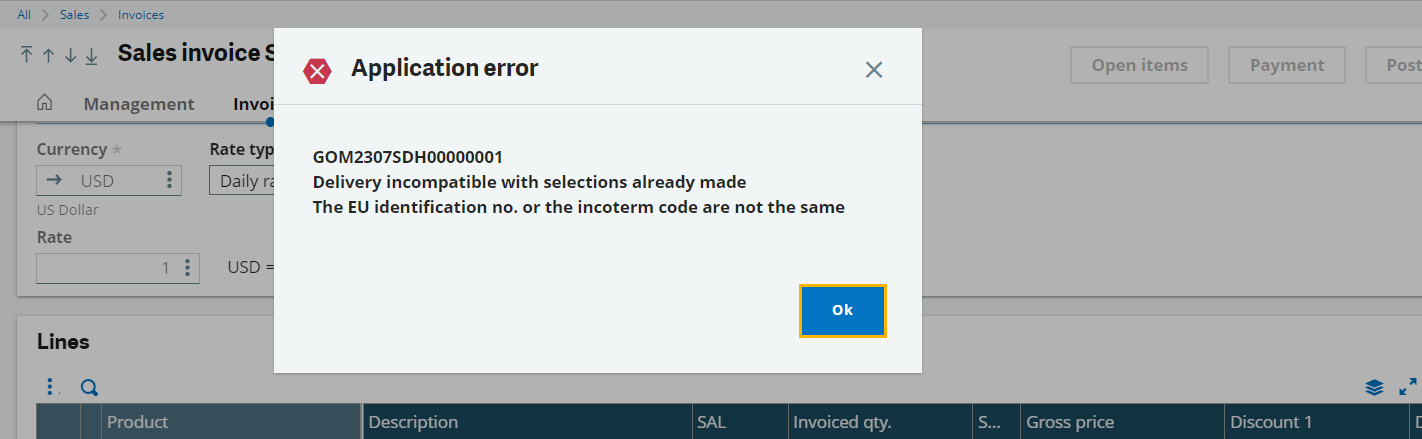 All > Sales > Invoices
Sales invoice S
Application error
Open items
Payment
Post
Management
Invoi
Currency *
Rate typ
USD
Daily ra
US Dollar
Rate
1
USD =
GOM2307SDH00000001
Delivery incompatible with selections already made
The EU identification no. or the incoterm code are not the same
Ok
Lines
Product
Description
SAL
Invoiced qty.
S...
Gross price
Discount 1
D